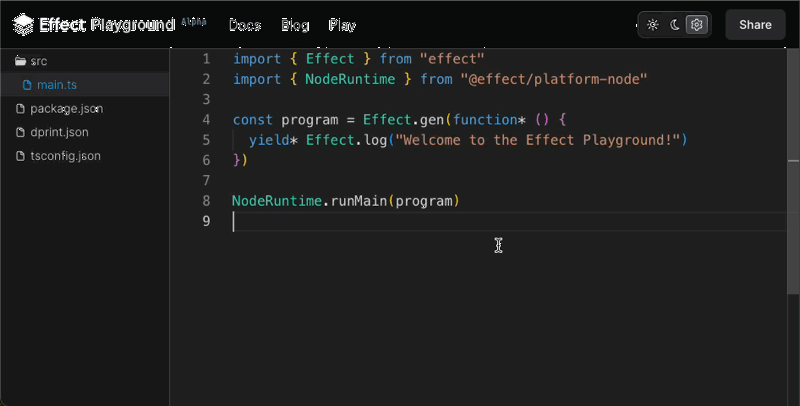 Effect Playground Alpha Docs Blog Play Share
src
main.ts
package.json
dprint.json
tsconfig.json
1 import { Effect } from "effect"
2 import { NodeRuntime } from "@effect/platform-node"
3
4 const program = Effect.gen(function* () {
5 yield* Effect.log("Welcome to the Effect Playground!")
6 })
7
8 NodeRuntime.runMain(program)
9